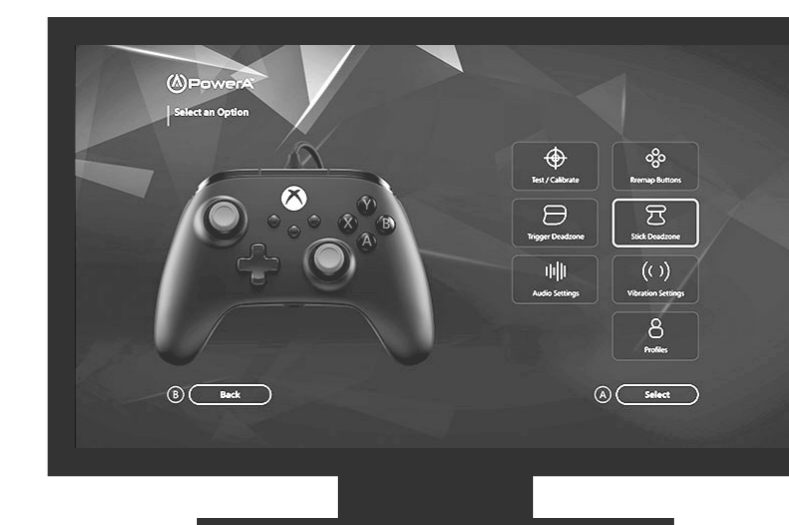 PowerA
Select an Option
Y
X B
A
Test / Calibrate
Rremap Buttons
Trigger Deadzone
Stick Deadzone
Audio Settings
Vibration Settings
Profiles
B Back
A Select